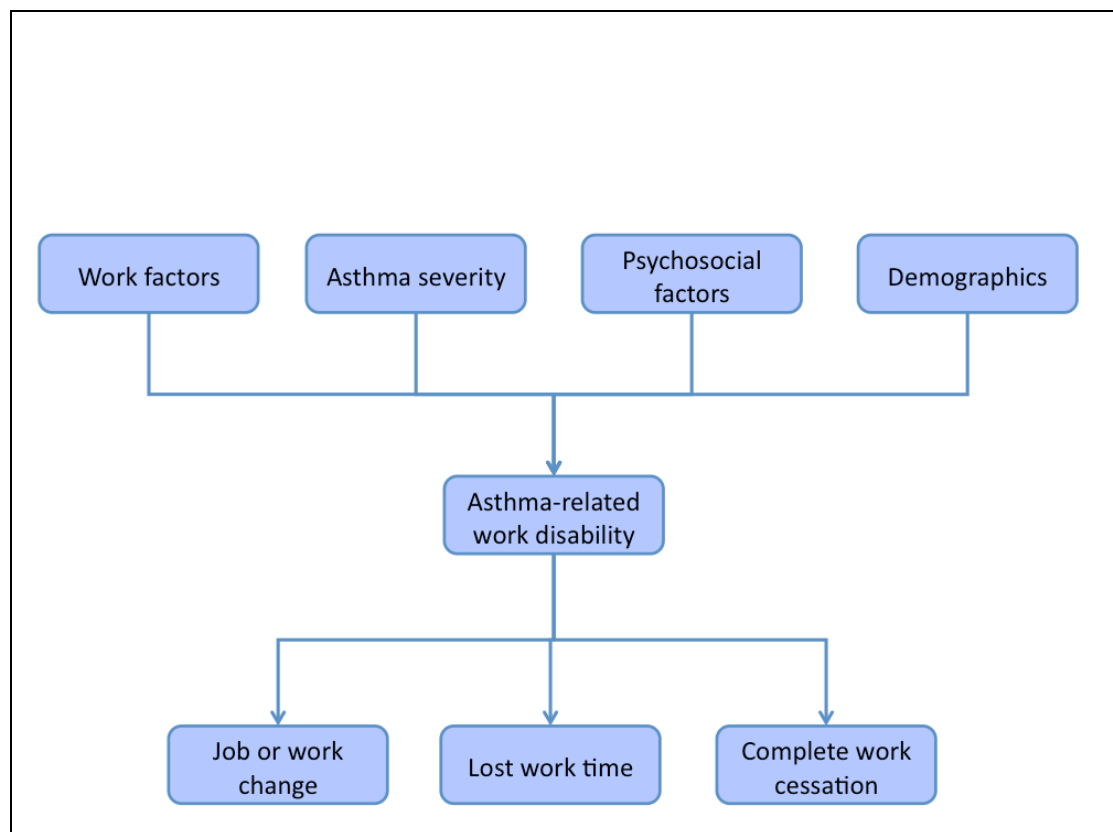 Work factors
Asthma severity
Psychosocial
factors
Demographics
Asthma-related
work disability
Job or work
change
Lost work time
Complete work
cessation